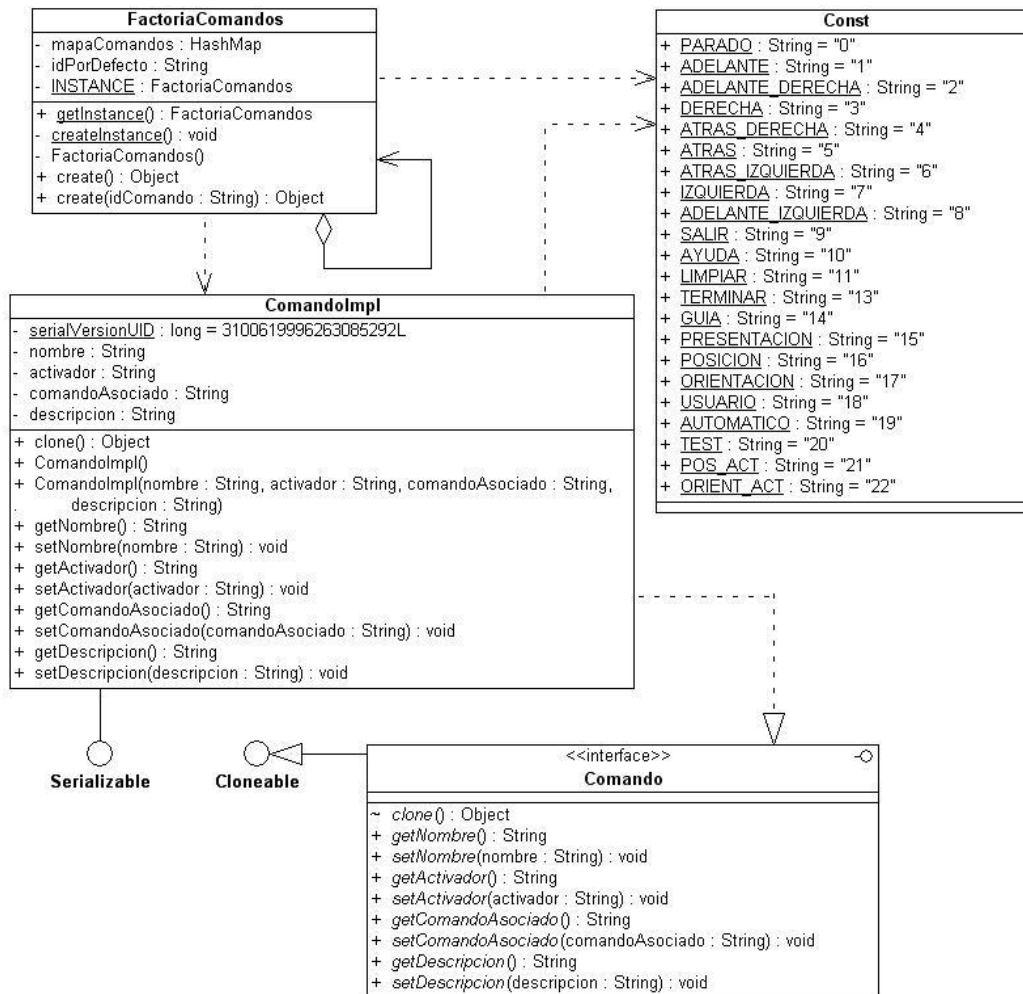 FactoriaComandos
- mapaComandos : HashMap
- idPorDefecto : String
- INSTANCE : FactoriaComandos
+ getInstance() : FactoriaComandos
- createInstance() : void
- FactoriaComandos()
+ create() : Object
+ create(idComando : String) : Object
Const
+ PARADO : String = "0"
+ ADELANTE : String = "1"
+ ADELANTE_DERECHA : String = "2"
+ DERECHA : String = "3"
+ ATRAS_DERECHA : String = "4"
+ ATRAS : String = "5"
+ ATRAS_IZQUIERDA : String = "6"
+ IZQUIERDA : String = "7"
+ ADELANTE_IZQUIERDA : String = "8"
+ SALIR : String = "9"
+ AYUDA : String = "10"
+ LIMPIAR : String = "11"
+ TERMINAR : String = "13"
+ GUIA : String = "14"
+ PRESENTACION : String = "15"
+ POSICION : String = "16"
+ ORIENTACION : String = "17"
+ USUARIO : String = "18"
+ AUTOMATICO : String = "19"
+ TEST : String = "20"
+ POS_ACT : String = "21"
+ ORIENT_ACT : String = "22"
ComandoImpl
- serialVersionUID : long = 3100619996263085292L
- nombre : String
- activador : String
- comandoAsociado : String
- descripcion : String
+ clone() : Object
+ ComandoImpl()
+ ComandoImpl(nombre : String, activador : String, comandoAsociado : String,
. descripcion : String)
+ getNombre() : String
+ setNombre(nombre : String) : void
+ getActivador() : String
+ setActivador(activador : String) : void
+ getComandoAsociado() : String
+ setComandoAsociado(comandoAsociado : String) : void
+ getDescripcion() : String
+ setDescripcion(descripcion : String) : void
Serializable
Cloneable
<<interface>>
Comando
~ clone() : Object
+ getNombre() : String
+ setNombre(nombre : String) : void
+ getActivador() : String
+ setActivador(activador : String) : void
+ getComandoAsociado() : String
+ setComandoAsociado(comandoAsociado : String) : void
+ getDescripcion() : String
+ setDescripcion(descripcion : String) : void